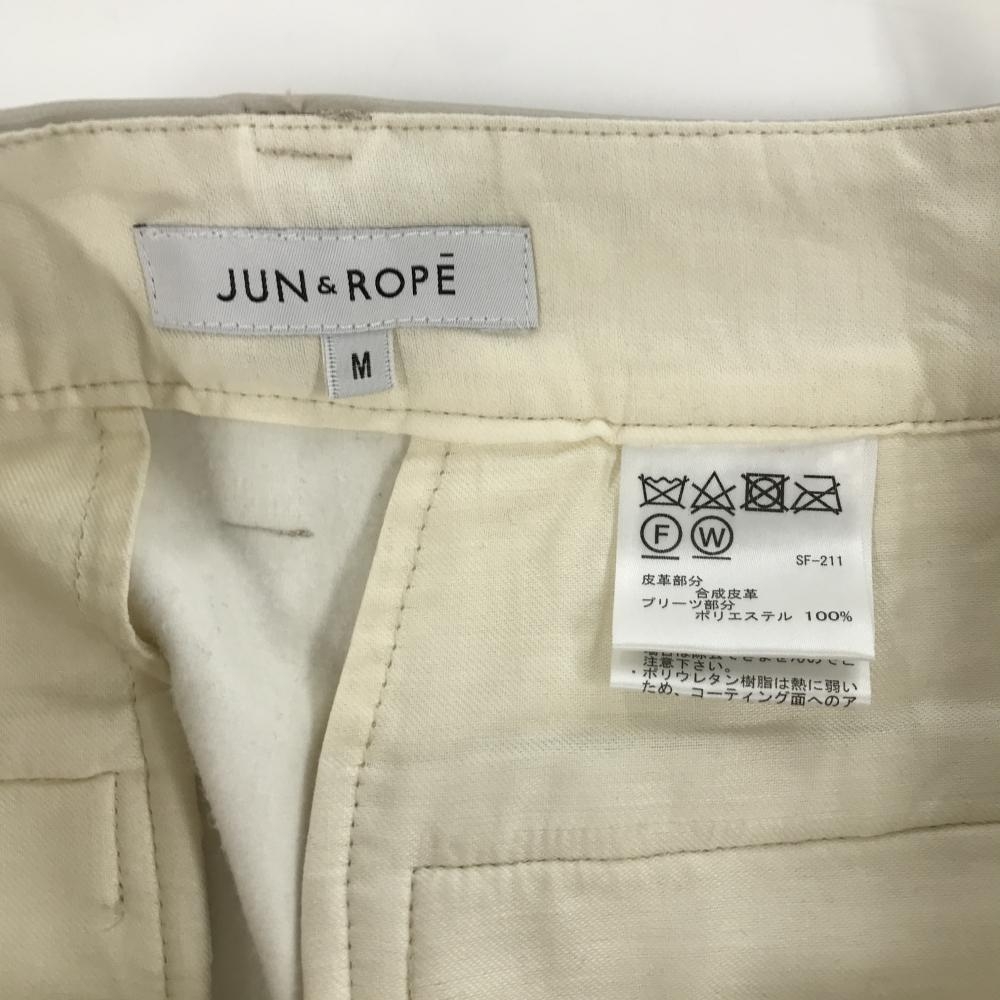 JUN & ROPĒ
M
F W
SF-211
皮革部分
合成皮革
プリーツ部分
ポリエステル 100%
注意下さい。
・ポリウレタン樹脂は熱に弱い
ため、コーティング面へのア